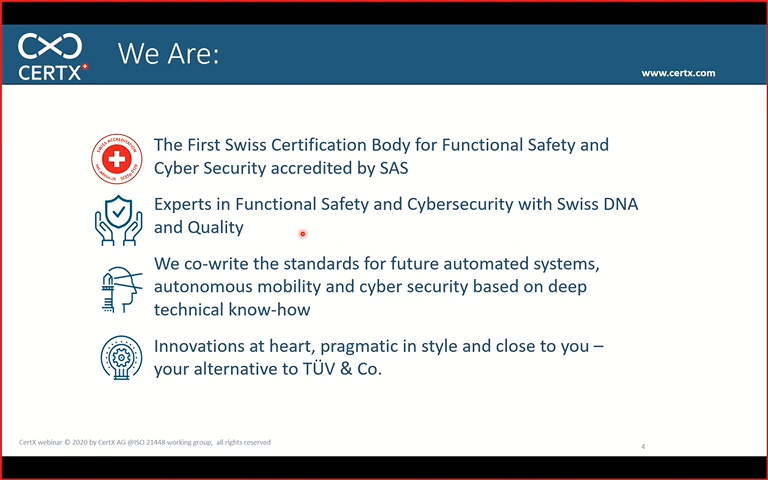 CERTX
We Are:
www.certx.com
SWISS ACCREDITATION
The First Swiss Certification Body for Functional Safety and
Cyber Security accredited by SAS
Experts in Functional Safety and Cybersecurity with Swiss DNA
and Quality
We co-write the standards for future automated systems,
autonomous mobility and cyber security based on deep
technical know-how
Innovations at heart, pragmatic in style and close to you –
your alternative to TÜV & Co.
CertX webinar © 2020 by CertX AG @ISO 21448 working group, all rights reserved
4